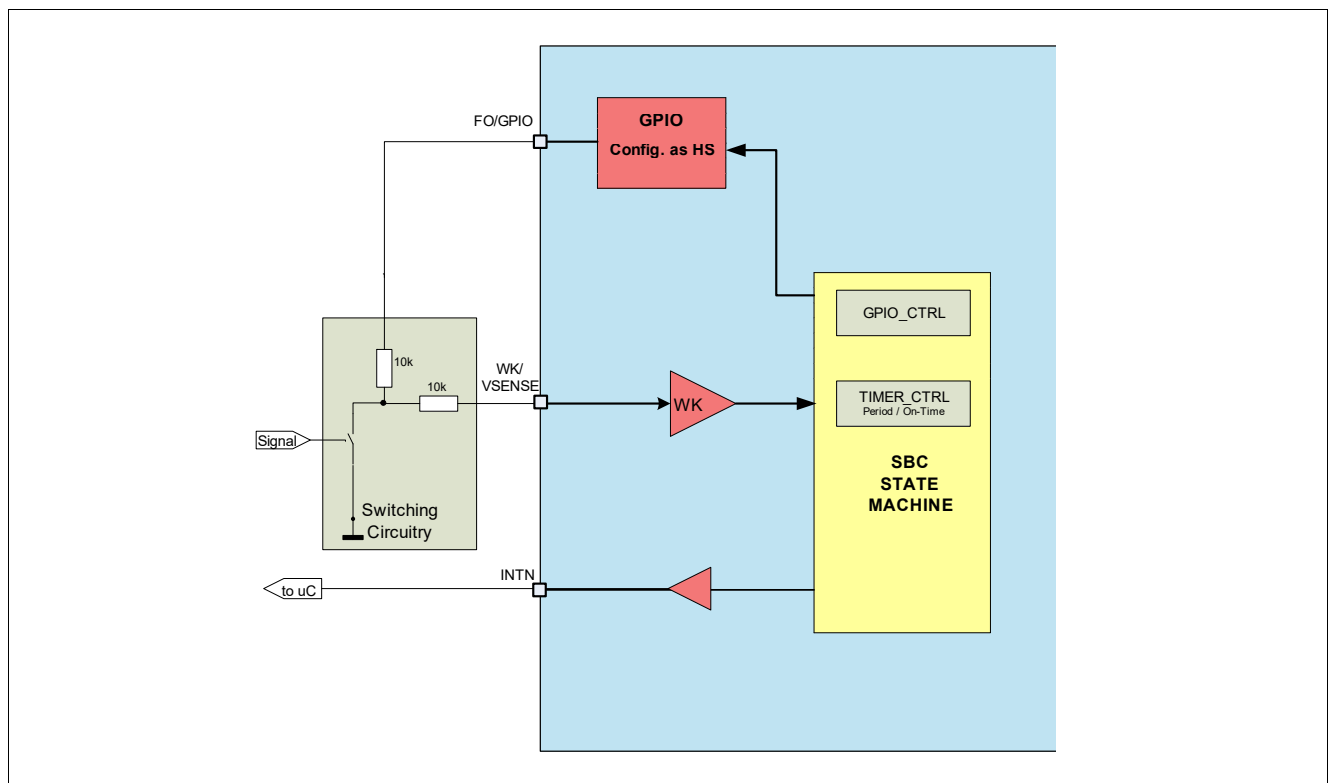 FO/GPIO
GPIO
Config. as HS
GPIO_CTRL
10k
10k
WK/
VSENSE
WK
TIMER_CTRL
Period / On-Time
Signal
SBC
STATE
MACHINE
Switching
Circuitry
INTN
to uC